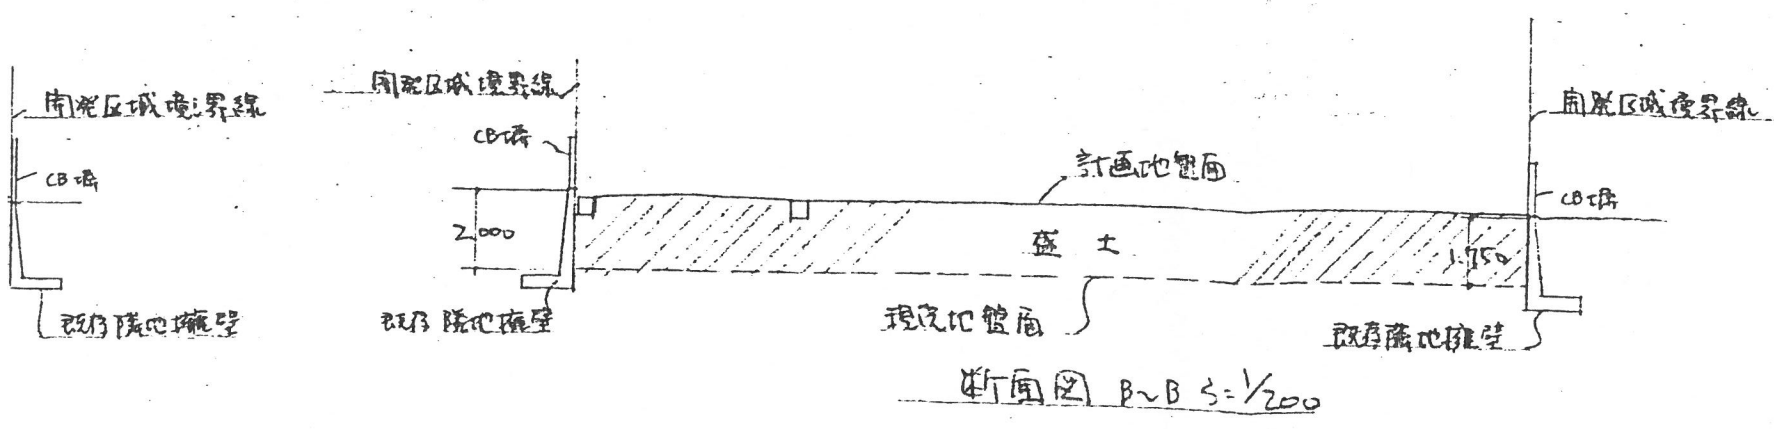 開発区域境界線
CB塀
既存隣地擁壁
開発区域境界線
CB塀
2,000
既存隣地擁壁
計画地盤面
盛土
現況地盤面
開発区域境界線
CB塀
1,750
既存隣地擁壁
断面図 B~B S=1/200